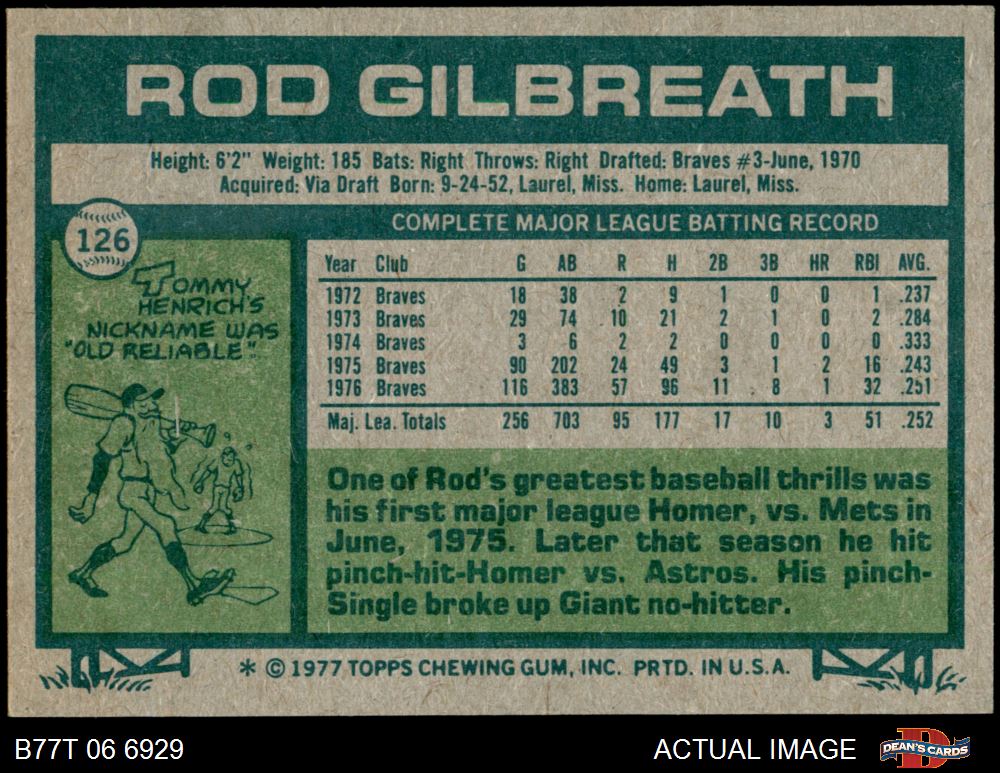 ROD GILBREATH
Height: 6'2" Weight: 185 Bats: Right Throws: Right Drafted: Braves #3-June, 1970
Acquired: Via Draft Born: 9-24-52, Laurel, Miss. Home: Laurel, Miss.
126
TOMMY
HENRICH'S
NICKNAME WAS
"OLD RELIABLE"
COMPLETE MAJOR LEAGUE BATTING RECORD
Year Club G AB R H 2B 3B HR RBI AVG.
1972 Braves 18 38 2 9 1 0 0 1 .237
1973 Braves 29 74 10 21 2 1 0 2 .284
1974 Braves 3 6 2 2 0 0 0 0 .333
1975 Braves 90 202 24 49 3 1 2 16 .243
1976 Braves 116 383 57 96 11 8 1 32 .251
Maj. Lea. Totals 256 703 95 177 17 10 3 51 .252
One of Rod's greatest baseball thrills was
his first major league Homer, vs. Mets in
June, 1975. Later that season he hit
pinch-hit-Homer vs. Astros. His pinch-
Single broke up Giant no-hitter.
* © 1977 TOPPS CHEWING GUM, INC. PRTD. IN U.S.A.
B77T 06 6929 ACTUAL IMAGE DEAN'S CARDS